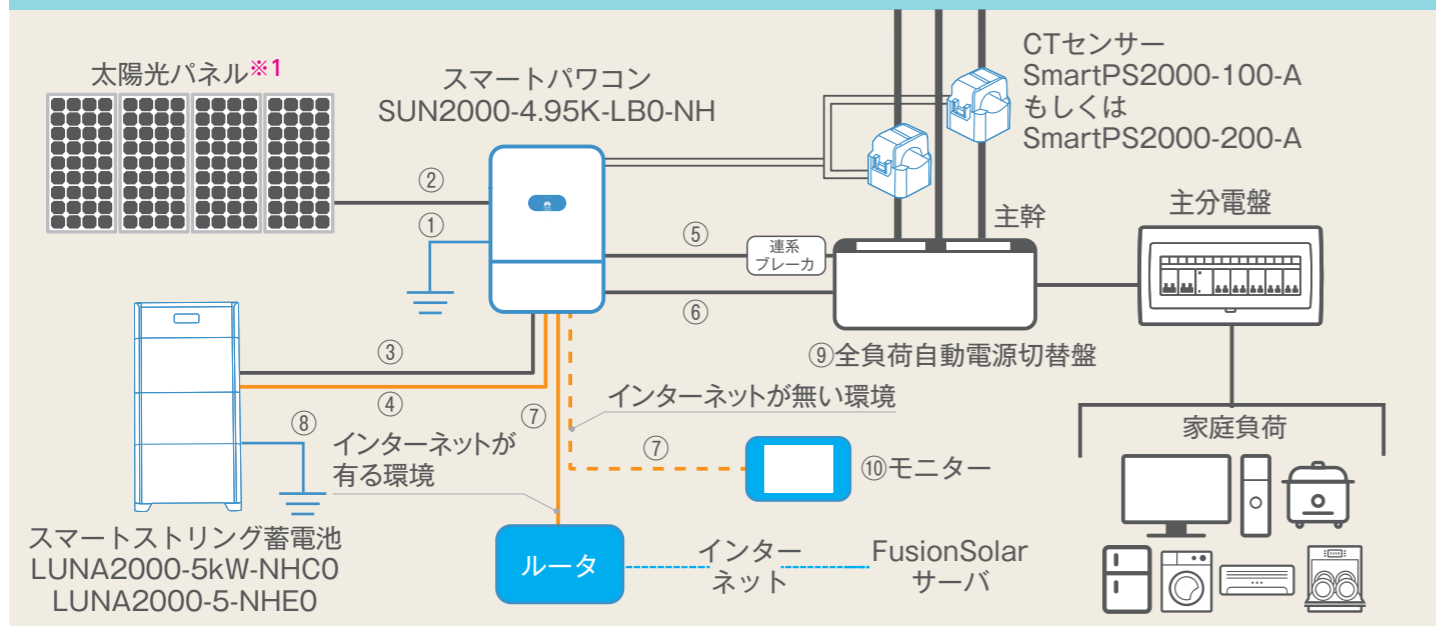 太陽光パネル※1
スマートパワコン
SUN2000-4.95K-LB0-NH
CTセンサー
SmartPS2000-100-A
もしくは
SmartPS2000-200-A
②
①
⑤
連系
ブレーカ
⑥
主幹
主分電盤
⑨全負荷自動電源切替盤
③
④
⑧
⑦
インターネットが
有る環境
インターネットが無い環境
⑦
⑩モニター
家庭負荷
スマートストリング蓄電池
LUNA2000-5kW-NHC0
LUNA2000-5-NHE0
ルータ
インター
ネット
FusionSolar
サーバ